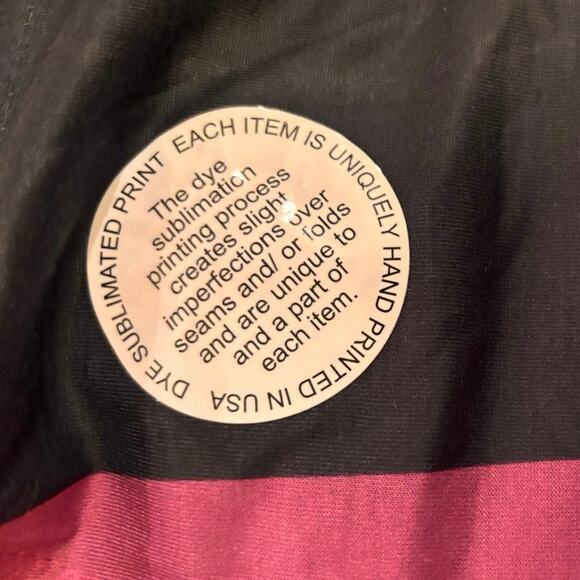 DYE SUBLIMATED PRINT EACH ITEM IS UNIQUELY HAND PRINTED IN USA
The dye
sublimation
printing process
creates slight
imperfections over
seams and/ or folds
and are unique to
and a part of
each item.